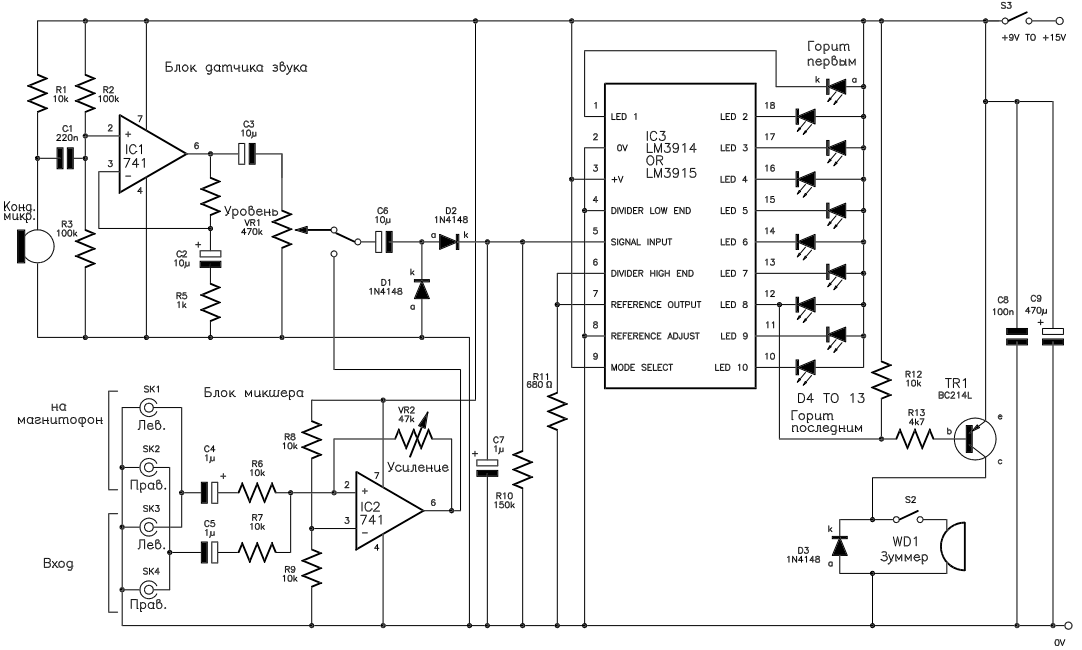 S3
+9V TO +15V
Блок датчика звука
Горит
первым
k
a
R1
10k
R2
100k
C1
220n
2
3
7
4
6
+
−
IC1
741
C3
10µ
Конд.
микр.
R3
100k
Уровень
VR1
470k
+
C2
10µ
R5
1k
C6
10µ
D2
1N4148
a
k
D1
1N4148
k
a
1
2
3
4
5
6
7
8
9
LED 1
0V
+V
DIVIDER LOW END
SIGNAL INPUT
DIVIDER HIGH END
REFERENCE OUTPUT
REFERENCE ADJUST
MODE SELECT
IC3
LM3914
OR
LM3915
LED 2
LED 3
LED 4
LED 5
LED 6
LED 7
LED 8
LED 9
LED 10
18
17
16
15
14
13
12
11
10
D4 TO 13
Горит
последним
C8
100n
C9
470µ
+
R11
680 Ω
R12
10k
R13
4k7
TR1
BC214L
b
e
c
Блок микшера
на
магнитофон
SK1
Лев.
SK2
Прав.
SK3
Лев.
SK4
Прав.
Вход
C4
1µ
+
C5
1µ
R6
10k
R7
10k
R8
10k
R9
10k
VR2
47k
Усиление
2
3
7
4
6
+
−
IC2
741
C7
1µ
+
R10
150k
S2
WD1
Зуммер
D3
1N4148
k
a
0V